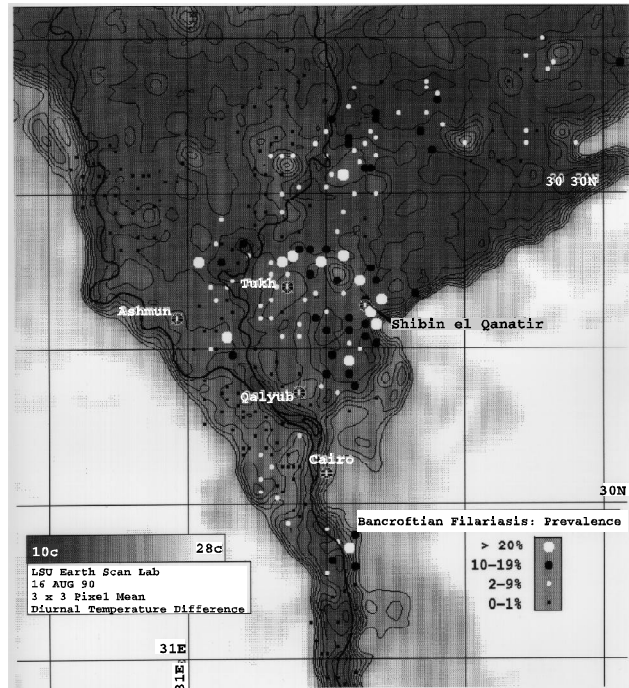 30 30N
Tukh
Ashmun
Shibin el Qanatir
Qalyub
Cairo
30N
Bancroftian Filariasis: Prevalence
> 20%
10-19%
2-9%
0-1%
10c 28c
LSU Earth Scan Lab
16 AUG 90
3 x 3 Pixel Mean
Diurnal Temperature Difference
31E
31E